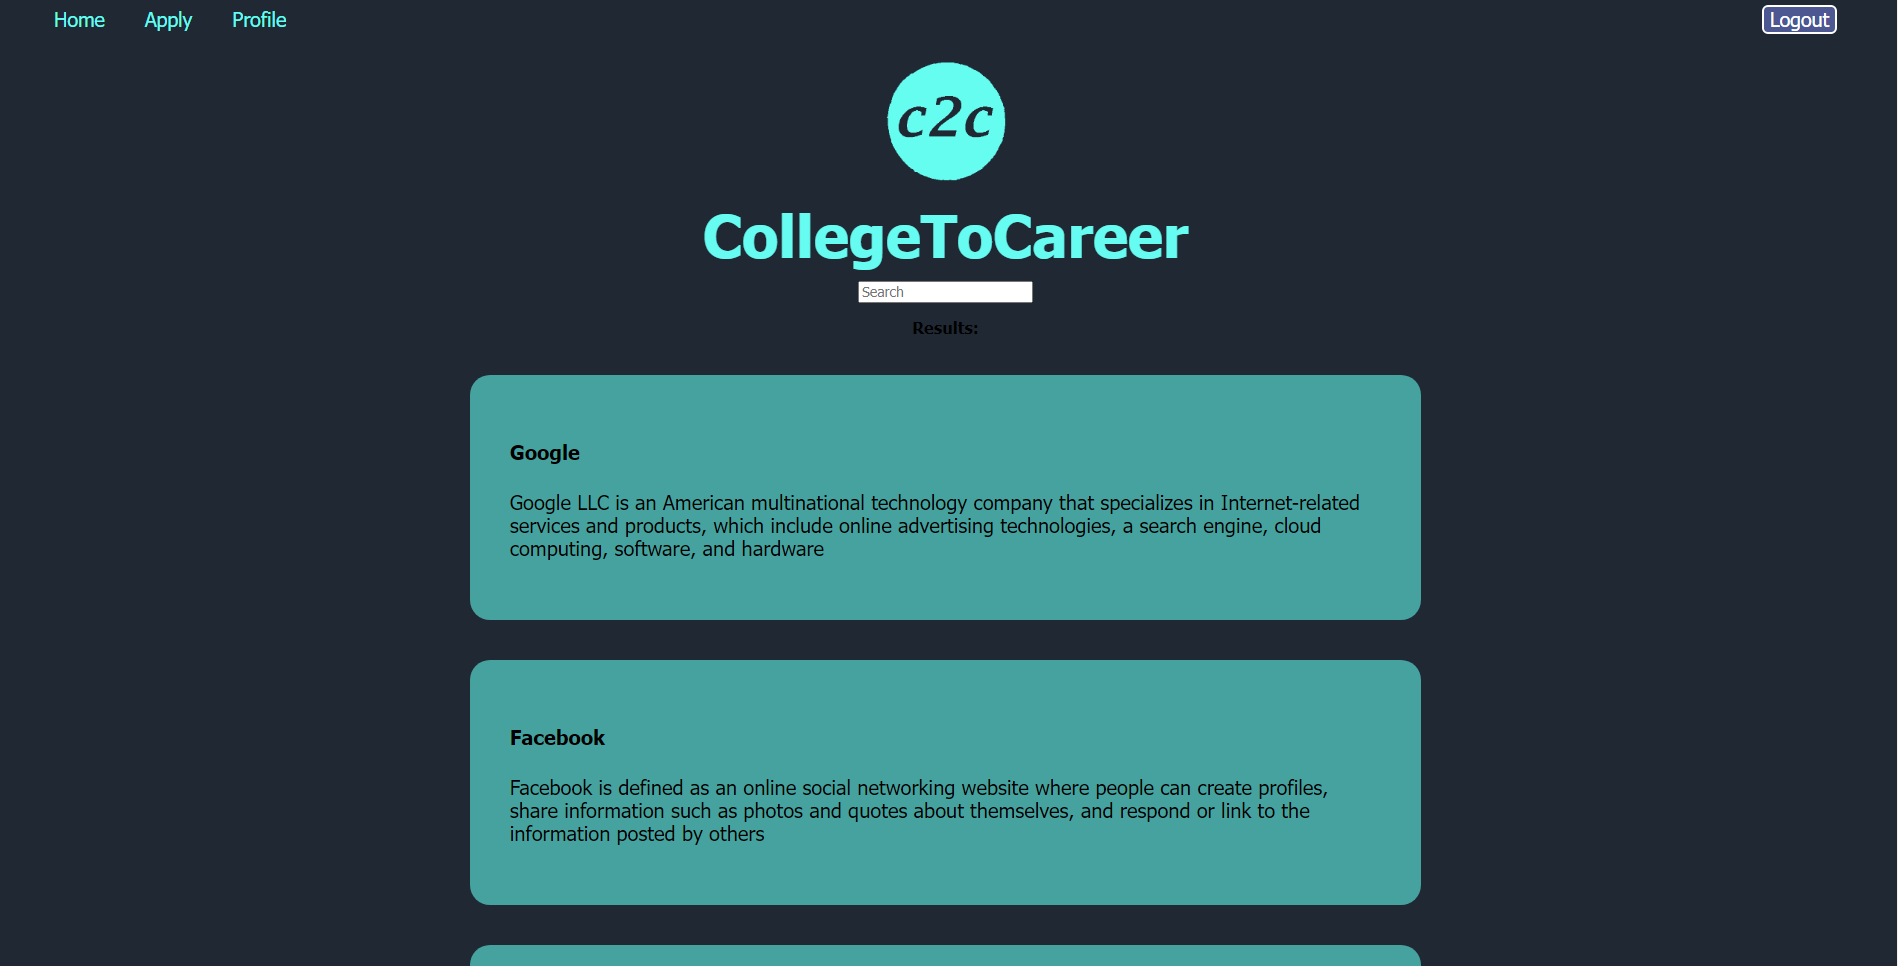 Home Apply Profile Logout
c2c
CollegeToCareer
Search
Results:
Google
Google LLC is an American multinational technology company that specializes in Internet-related
services and products, which include online advertising technologies, a search engine, cloud
computing, software, and hardware
Facebook
Facebook is defined as an online social networking website where people can create profiles,
share information such as photos and quotes about themselves, and respond or link to the
information posted by others